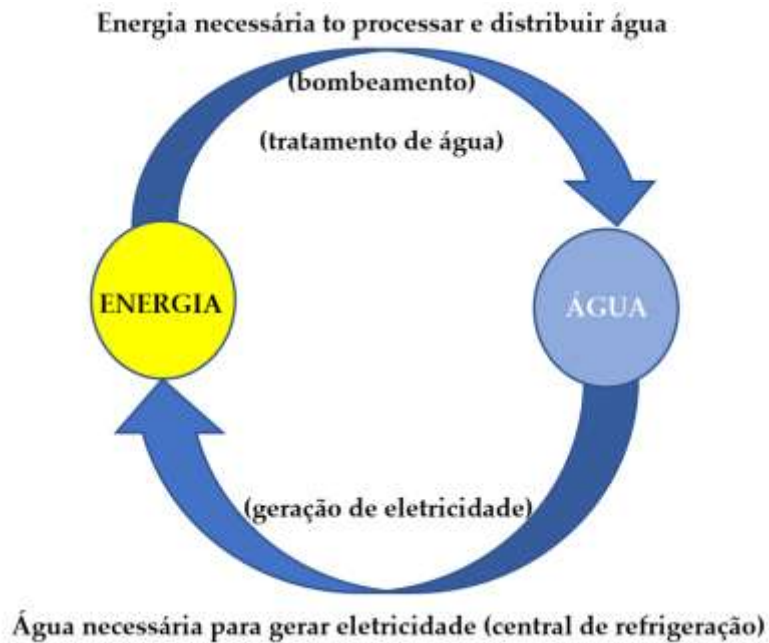 Energia necessária to processar e distribuir água
(bombeamento)
(tratamento de água)
ENERGIA
ÁGUA
(geração de eletricidade)
Água necessária para gerar eletricidade (central de refrigeração)